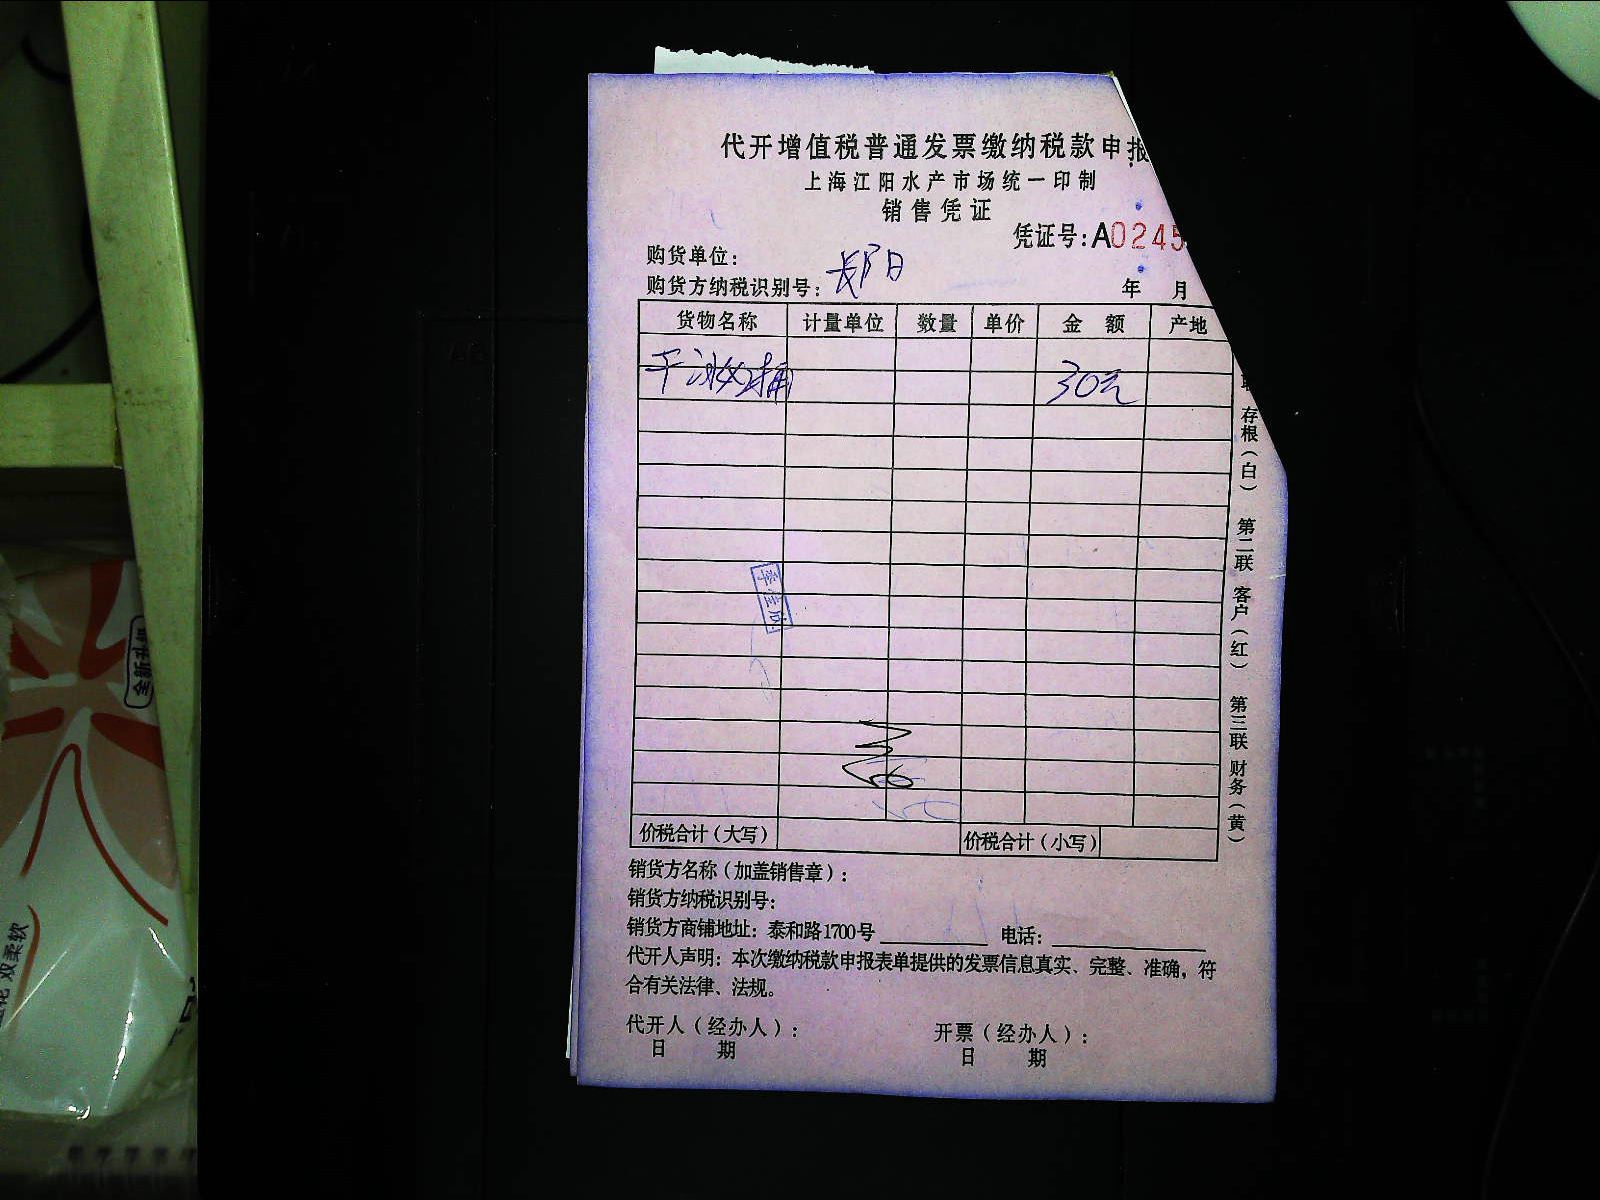 代开增值税普通发票缴纳税款申报
上海江阳水产市场统一印制
销售凭证
凭证号：A0245
购货单位：
购货方纳税识别号：
年 月
货物名称 计量单位 数量 单价 金额 产地
30元
存根（白） 第二联 客户（红） 第三联 财务（黄）
价税合计（大写） 价税合计（小写）
销货方名称（加盖销售章）：
销货方纳税识别号：
销货方商铺地址：泰和路1700号 电话：
代开人声明：本次缴纳税款申报表单提供的发票信息真实、完整、准确，符
合有关法律、法规。
代开人（经办人）： 开票（经办人）：
日 期 日 期
全新升
双柔软